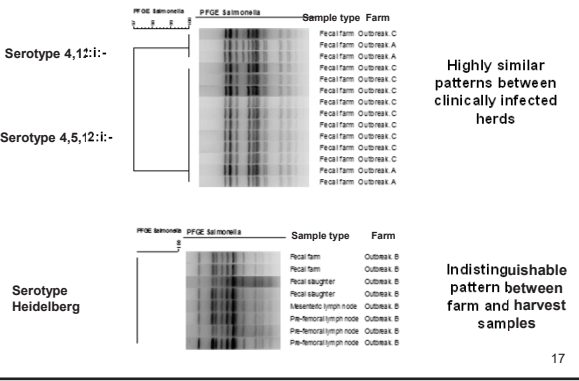 PFGE Salmonella PFGE Salmonella
-97 -98 -99 -100
Sample type Farm
Serotype 4,12:i:-
Serotype 4,5,12:i:-
Fecal farm Outbreak. C
Fecal farm Outbreak. A
Fecal farm Outbreak. A
Fecal farm Outbreak. C
Fecal farm Outbreak. C
Fecal farm Outbreak. C
Fecal farm Outbreak. C
Fecal farm Outbreak. C
Fecal farm Outbreak. C
Fecal farm Outbreak. C
Fecal farm Outbreak. C
Fecal farm Outbreak. C
Fecal farm Outbreak. A
Fecal farm Outbreak. A
Highly similar
patterns between
clinically infected
herds
PFGE Salmonella PFGE Salmonella
-100
Sample type Farm
Serotype
Heidelberg
Fecal farm Outbreak. B
Fecal farm Outbreak. B
Fecal slaughter Outbreak. B
Fecal slaughter Outbreak. B
Mesenteric lymph node Outbreak. B
Pre-femoral lymph node Outbreak. B
Pre-femoral lymph node Outbreak. B
Pre-femoral lymph node Outbreak. B
Indistinguishable
pattern between
farm and harvest
samples
17